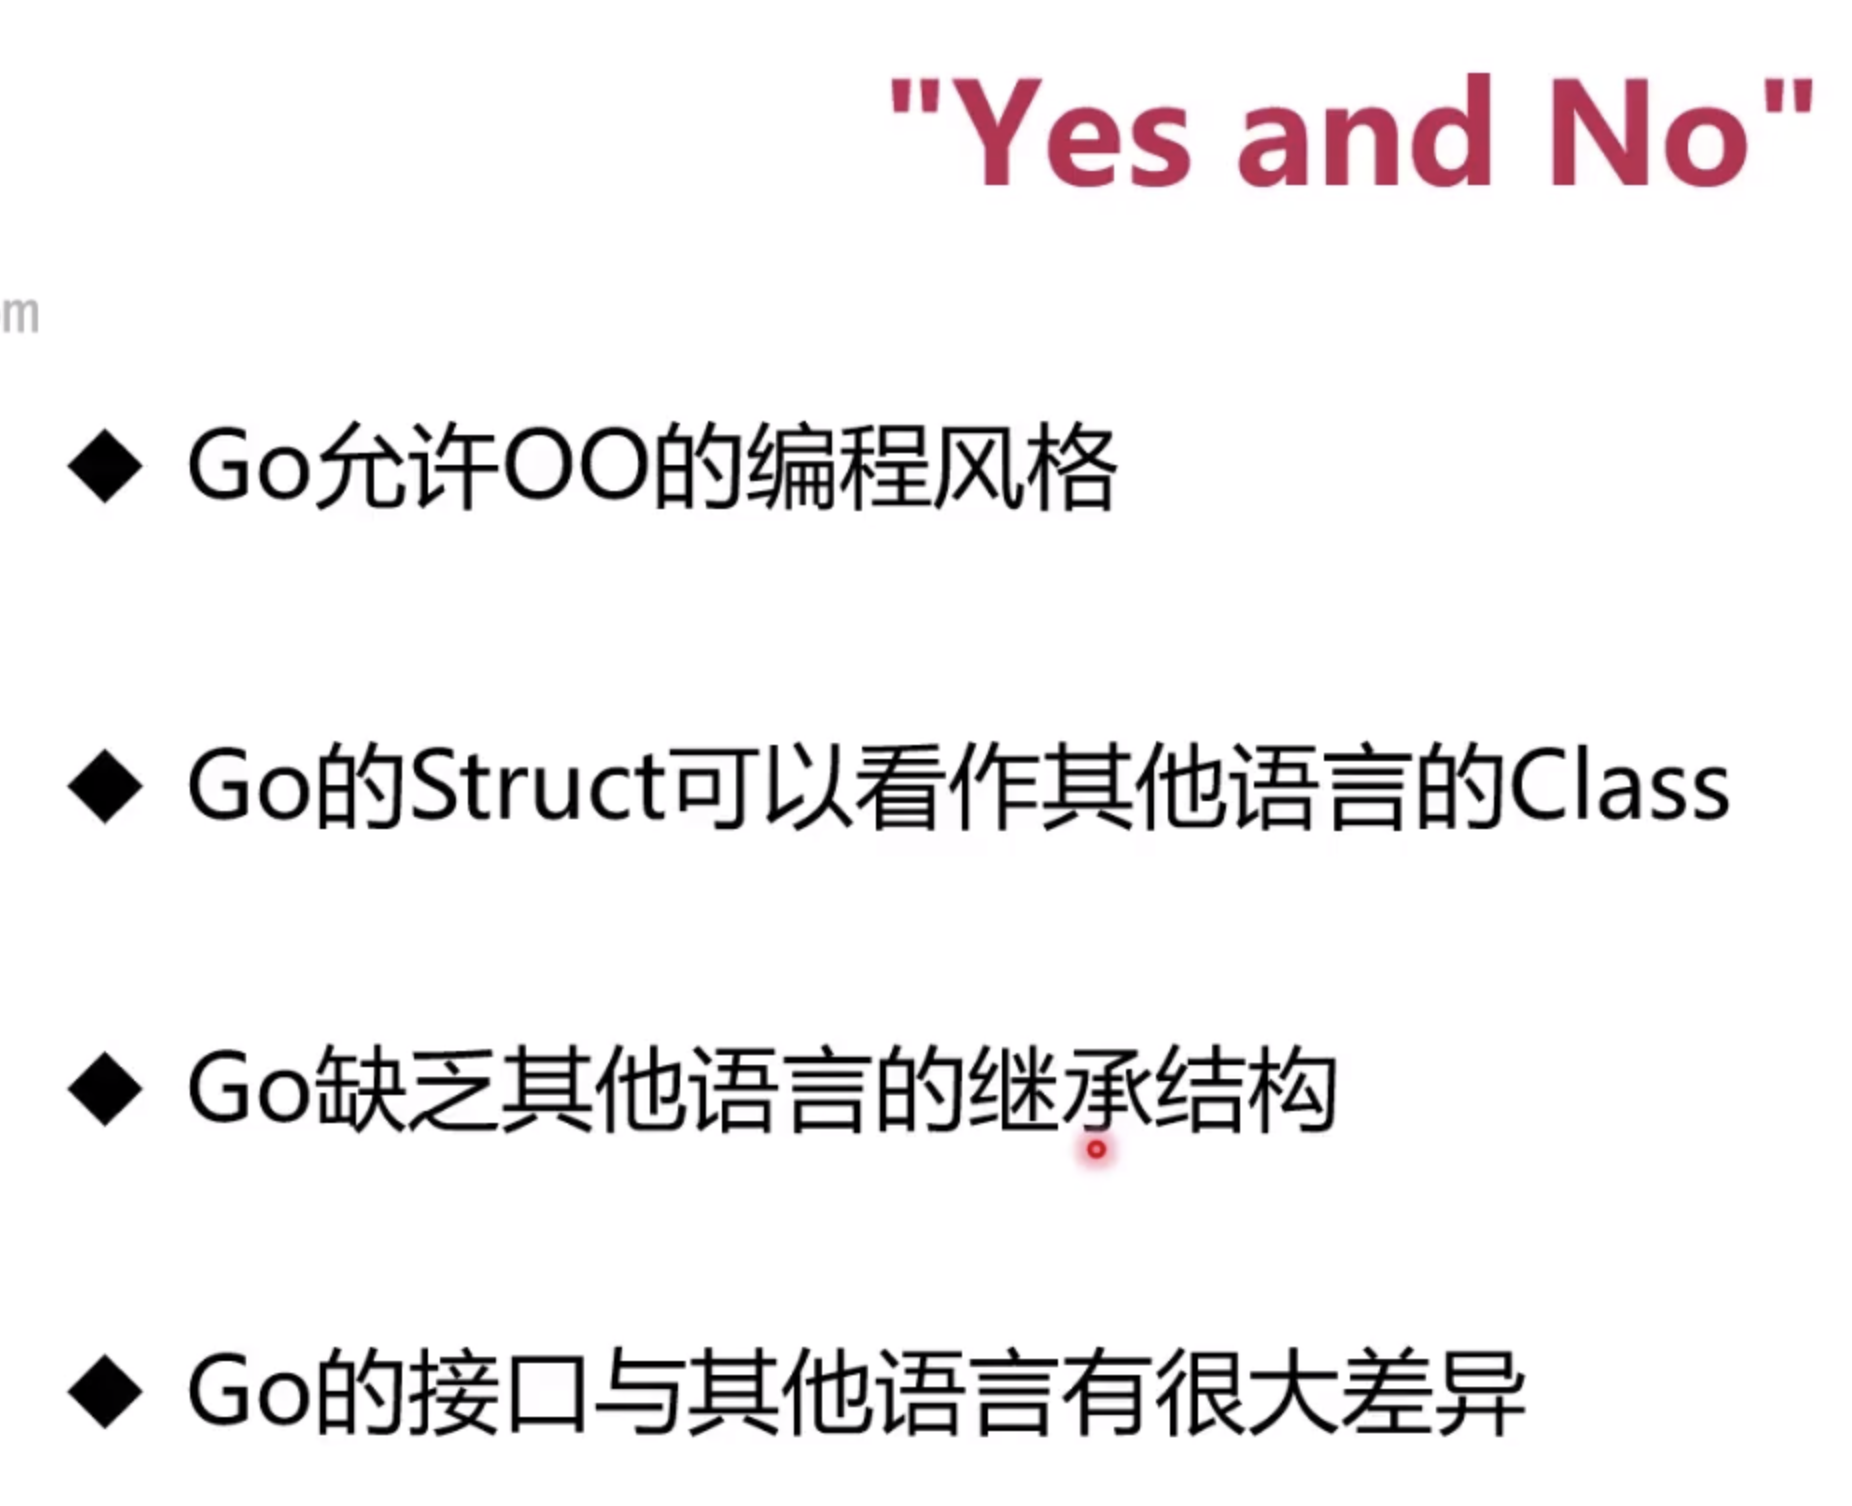 "Yes and No"
m
Go允许OO的编程风格
Go的Struct可以看作其他语言的Class
Go缺乏其他语言的继承结构
Go的接口与其他语言有很大差异